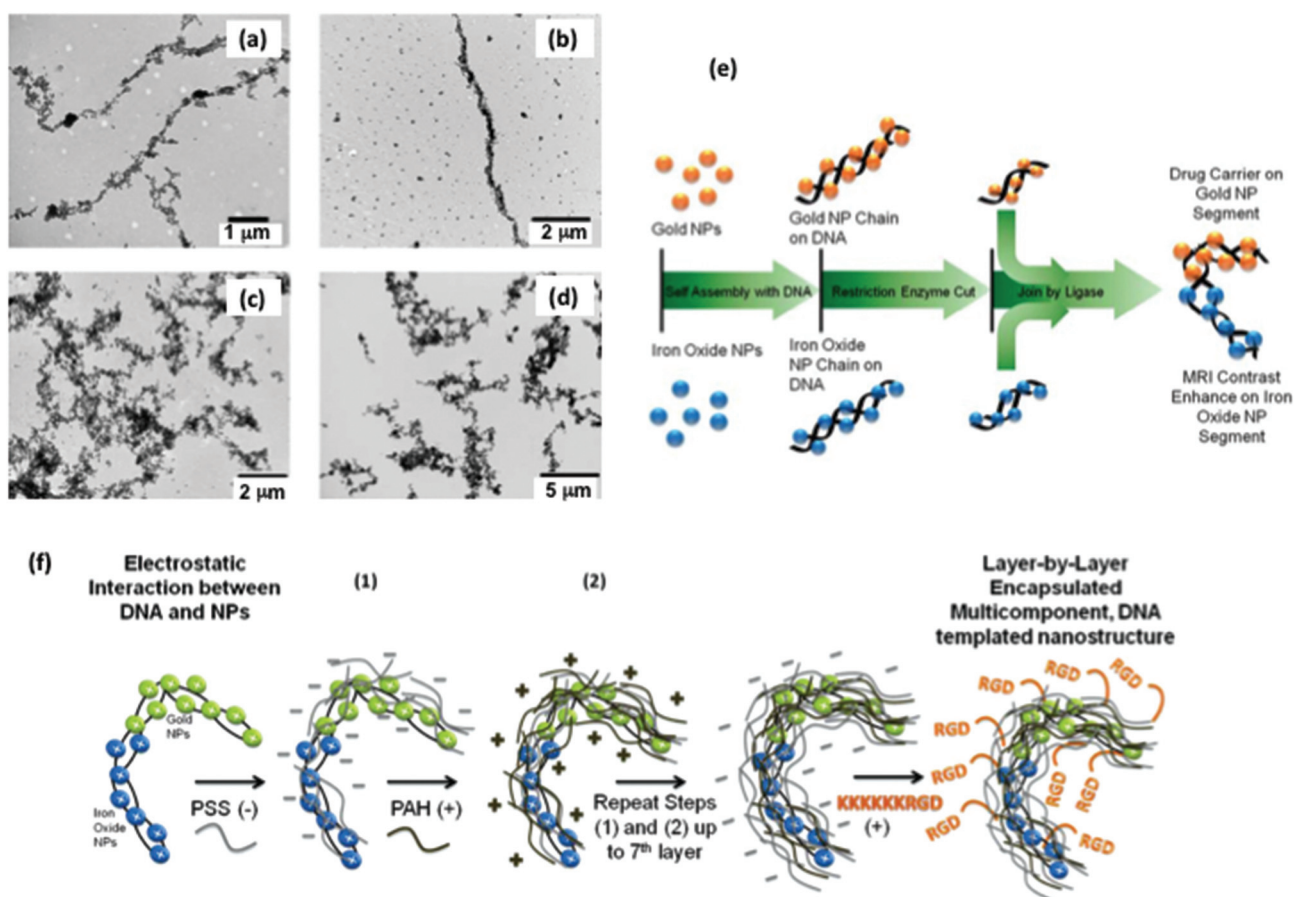 (a)
1 μm
(b)
2 μm
(c)
2 μm
(d)
5 μm
(e)
Gold NPs
Gold NP Chain
on DNA
Self Assembly with DNA
Restriction Enzyme Cut
Join by Ligase
Iron Oxide NPs
Iron Oxide
NP Chain on
DNA
Drug Carrier on
Gold NP
Segment
MRI Contrast
Enhance on Iron
Oxide NP
Segment
(f)
Electrostatic
Interaction between
DNA and NPs
Gold
NPs
Iron
Oxide
NPs
PSS (-)
(1)
PAH (+)
(2)
Repeat Steps
(1) and (2) up
to 7th layer
KKKKKKRGD
(+)
Layer-by-Layer
Encapsulated
Multicomponent, DNA
templated nanostructure
RGD
RGD
RGD
RGD
RGD
RGD
RGD
RGD
RGD